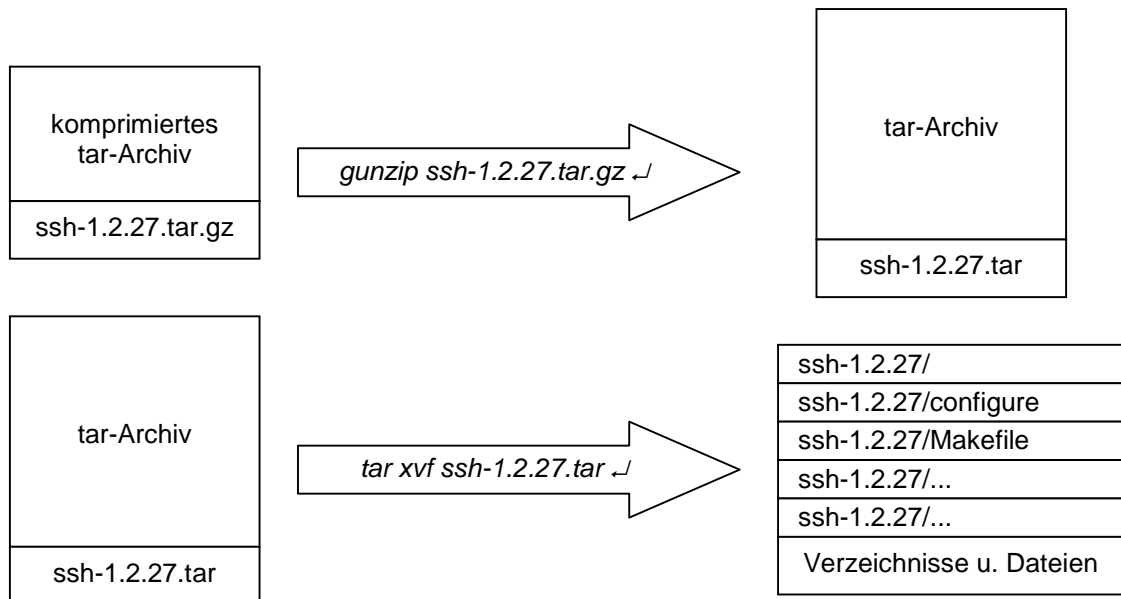 komprimiertes
tar-Archiv
ssh-1.2.27.tar.gz
gunzip ssh-1.2.27.tar.gz ↵
tar-Archiv
ssh-1.2.27.tar
tar-Archiv
ssh-1.2.27.tar
tar xvf ssh-1.2.27.tar ↵
ssh-1.2.27/
ssh-1.2.27/configure
ssh-1.2.27/Makefile
ssh-1.2.27/...
ssh-1.2.27/...
Verzeichnisse u. Dateien